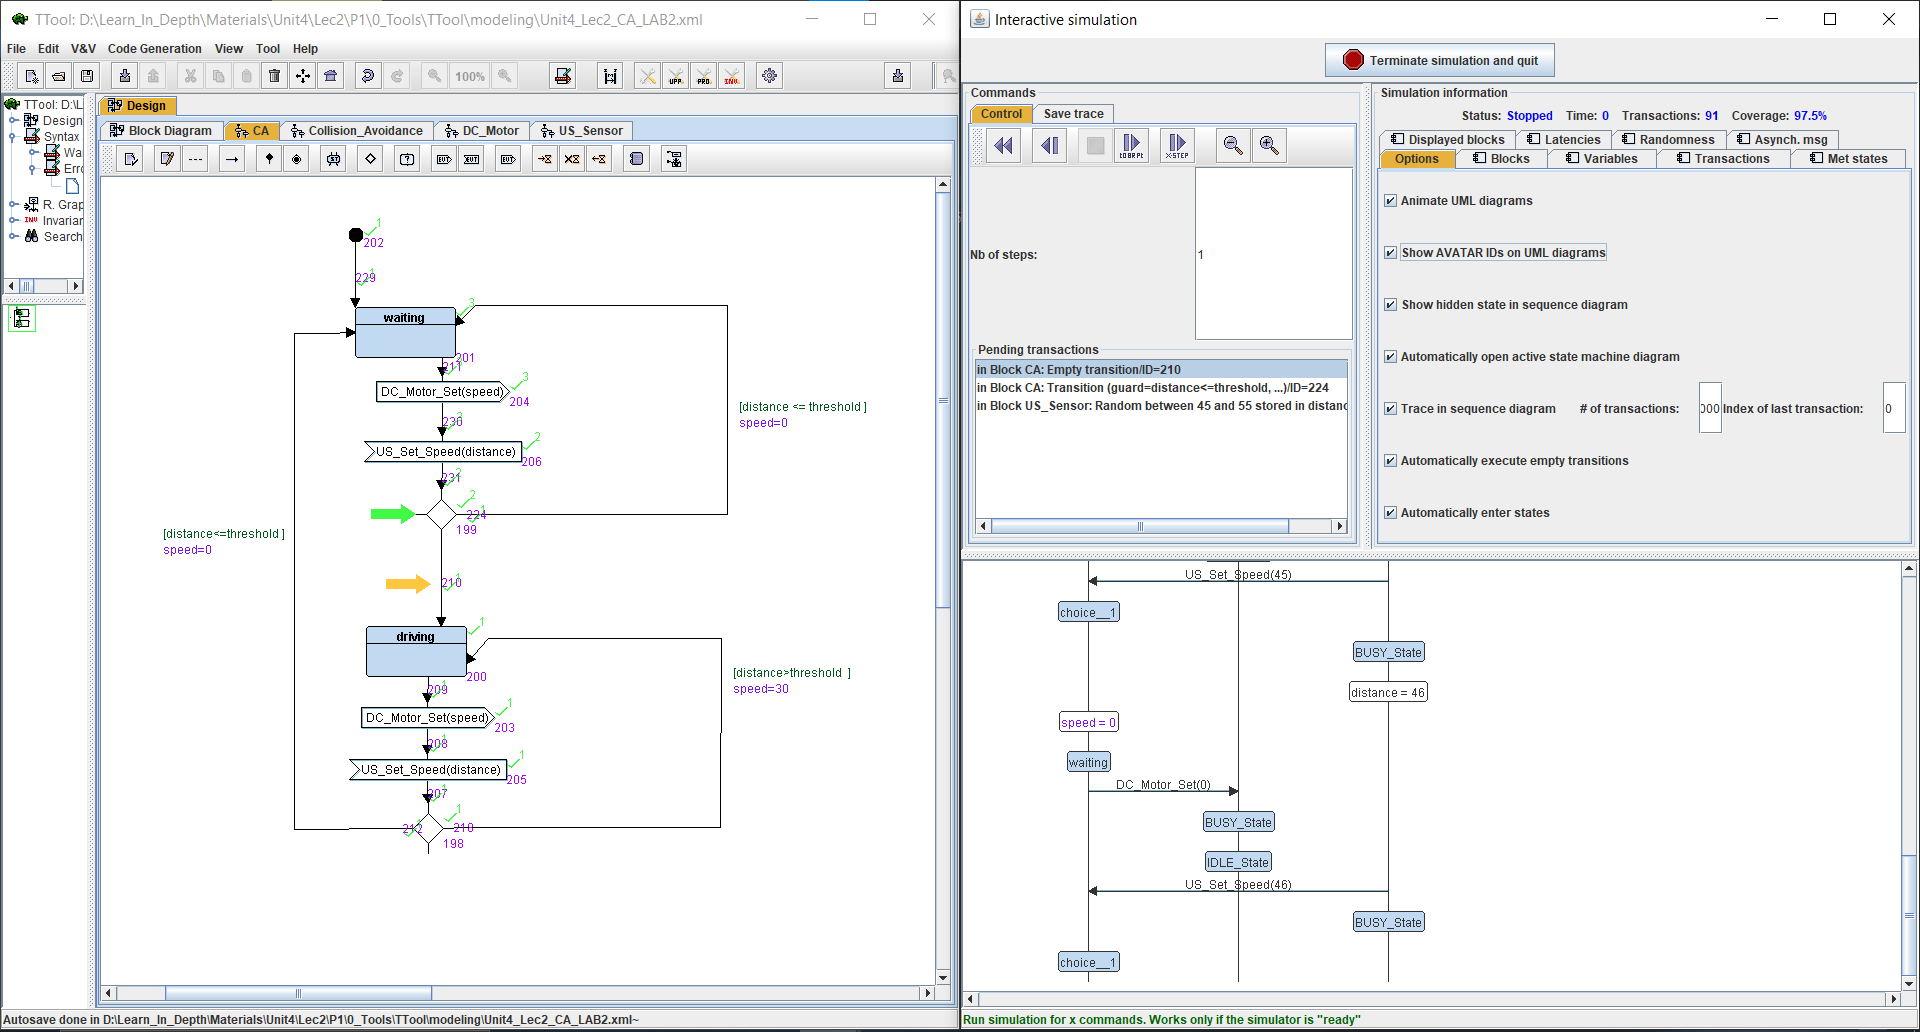 TTool: D:\Learn_In_Depth\Materials\Unit4\Lec2\P1\0_Tools\TTool\modeling\Unit4_Lec2_CA_LAB2.xml
File Edit V&V Code Generation View Tool Help
100%
UPP PRO INV
TTool: D:\L
Design
Syntax
Wa
Erro
R. Grap
INV Invarian
Search
Design
Block Diagram CA Collision_Avoidance DC_Motor US_Sensor
1
202
229
waiting
3
201
211
DC_Motor_Set(speed)
3
204
230
US_Set_Speed(distance)
2
206
231
2
2
224
199
[distance <= threshold ]
speed=0
[distance<=threshold ]
speed=0
210
driving
1
200
209
[distance>threshold ]
speed=30
DC_Motor_Set(speed)
1
203
208
US_Set_Speed(distance)
1
205
207
1
212
198
Autosave done in D:\Learn_In_Depth\Materials\Unit4\Lec2\P1\0_Tools\TTool\modeling\Unit4_Lec2_CA_LAB2.xml~
Interactive simulation
Terminate simulation and quit
Commands
Control Save trace
to BR PT X-STEP
Nb of steps:
1
Pending transactions
in Block CA: Empty transition/ID=210
in Block CA: Transition (guard=distance<=threshold, ...)/ID=224
in Block US_Sensor: Random between 45 and 55 stored in distanc
Simulation information
Status: Stopped Time: 0 Transactions: 91 Coverage: 97.5%
Displayed blocks Latencies Randomness Asynch. msg
Options Blocks Variables Transactions Met states
Animate UML diagrams
Show AVATAR IDs on UML diagrams
Show hidden state in sequence diagram
Automatically open active state machine diagram
Trace in sequence diagram # of transactions: 000 Index of last transaction: 0
Automatically execute empty transitions
Automatically enter states
US_Set_Speed(45)
choice__1
BUSY_State
distance = 46
speed = 0
waiting
DC_Motor_Set(0)
BUSY_State
IDLE_State
US_Set_Speed(46)
BUSY_State
choice__1
Run simulation for x commands. Works only if the simulator is "ready"